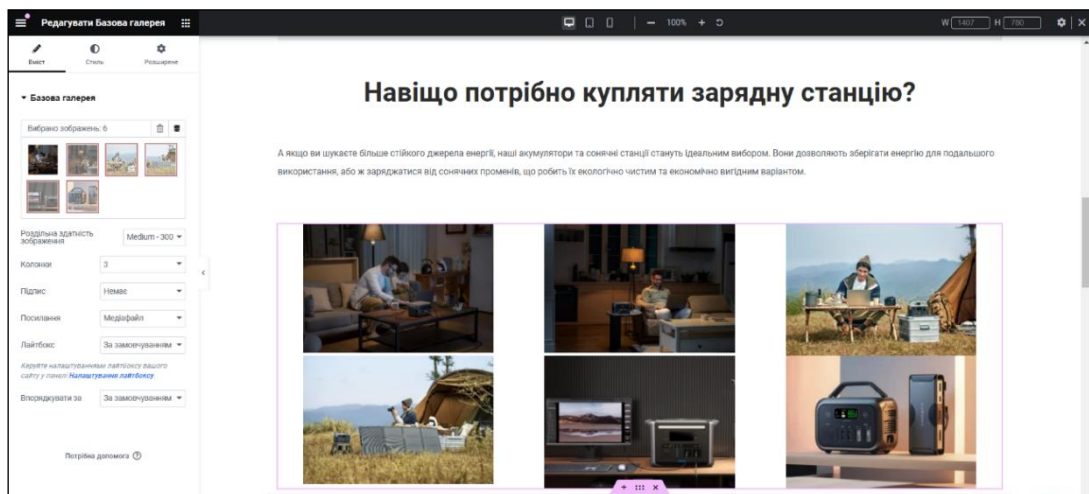 Редагувати Базова галерея
100%
W 1407 H 780
Вміст Стиль Розширене
Базова галерея
Вибрано зображень: 6
Роздільна здатність зображення Medium - 300
Колонки 3
Підпис Немає
Посилання Медіафайл
Лайтбокс За замовчуванням
Керуйте налаштуваннями лайтбоксу вашого
сайту у панелі Налаштування лайтбоксу
Впорядкувати за За замовчуванням
Потрібна допомога
Навіщо потрібно купляти зарядну станцію?
А якщо ви шукаєте більше стійкого джерела енергії, наші акумулятори та сонячні станції стануть ідеальним вибором. Вони дозволяють зберігати енергію для подальшого
використання, або ж заряджатися від сонячних променів, що робить їх екологічно чистим та економічно вигідним варіантом.